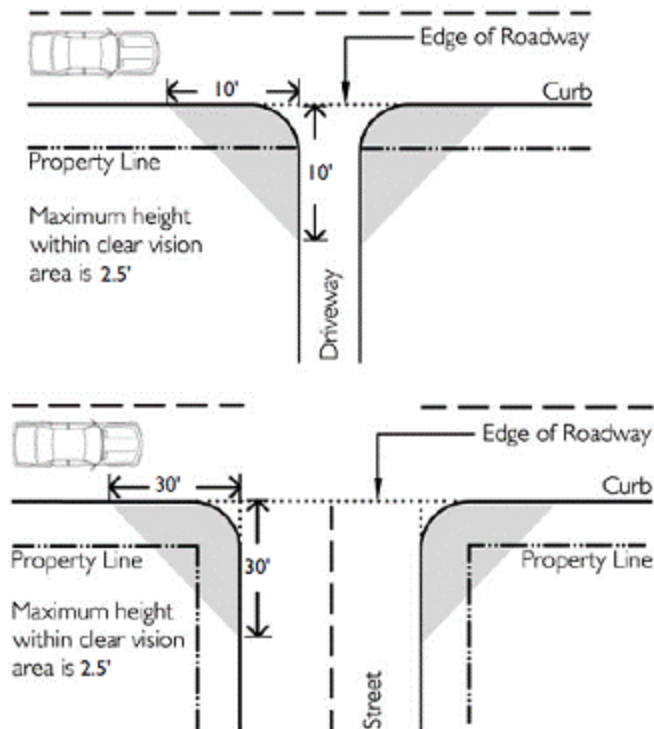 Edge of Roadway
10'
Curb
Property Line
10'
Maximum height
within clear vision
area is 2.5'
Driveway
Edge of Roadway
30'
Curb
Property Line
30'
Property Line
Maximum height
within clear vision
area is 2.5'
Street